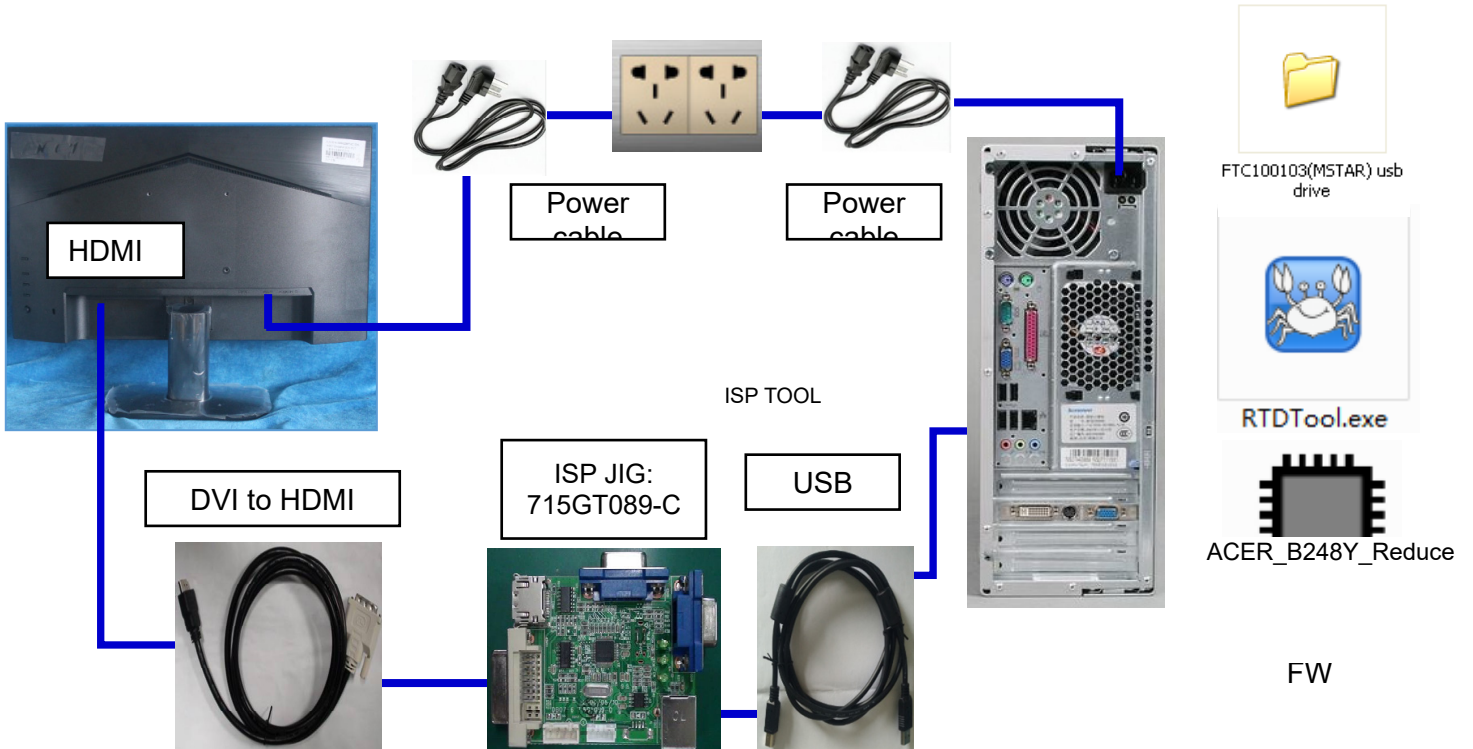 HDMI
Power
cable
Power
cable
FTC100103(MSTAR) usb
drive
RTDTool.exe
ISP TOOL
DVI to HDMI
ISP JIG:
715GT089-C
USB
ACER_B248Y_Reduce
FW